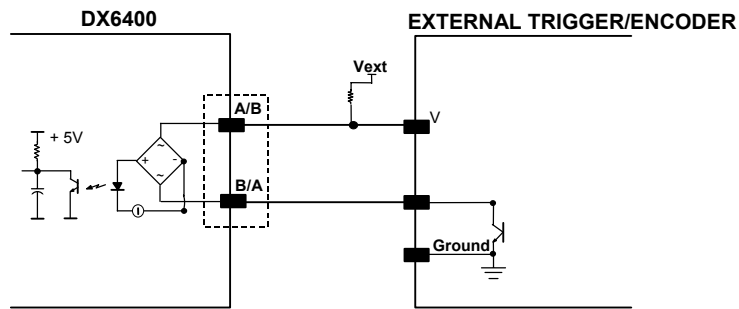 DX6400
EXTERNAL TRIGGER/ENCODER
Vext
A/B
V
+ 5V
~
+ -
~
B/A
I
Ground